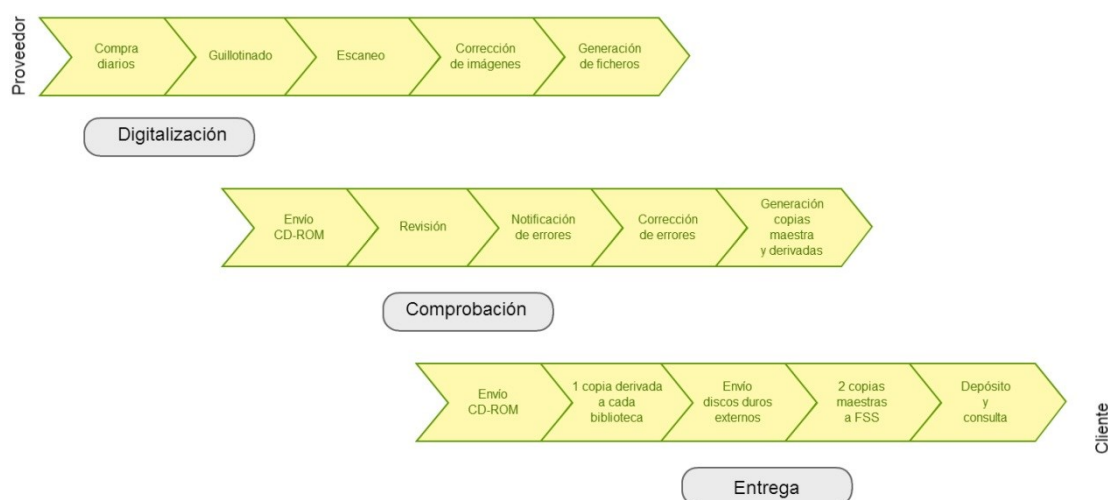 Proveedor
Compra
diarios
Guillotinado
Escaneo
Corrección
de imágenes
Generación
de ficheros
Digitalización
Envío
CD-ROM
Revisión
Notificación
de errores
Corrección
de errores
Generación
copias
maestra
y derivadas
Comprobación
Envío
CD-ROM
1 copia derivada
a cada
biblioteca
Envío
discos duros
externos
2 copias
maestras
a FSS
Depósito
y
consulta
Cliente
Entrega